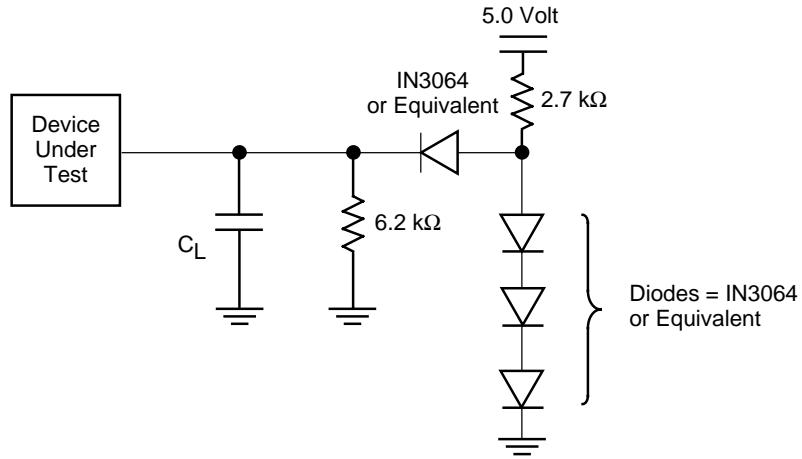 5.0 Volt
IN3064
or Equivalent
2.7 kΩ
Device
Under
Test
6.2 kΩ
CL
Diodes = IN3064
or Equivalent